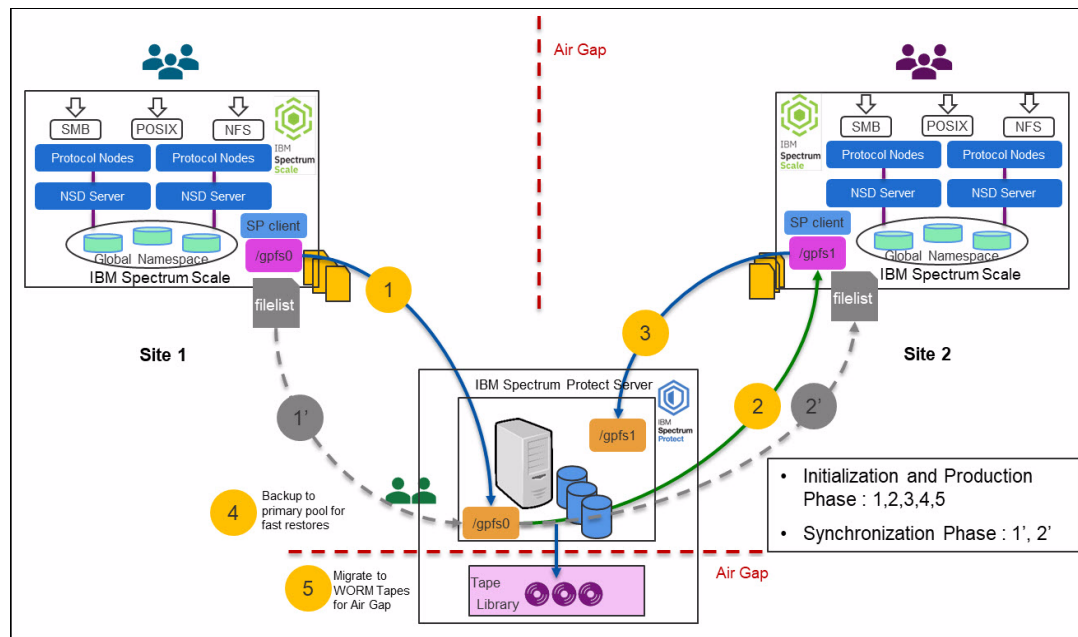 Air Gap
SMB
POSIX
NFS
IBM
Spectrum
Scale
Protocol Nodes
Protocol Nodes
NSD Server
NSD Server
SP client
Global Namespace
/gpfs0
IBM Spectrum Scale
filelist
Site 1
1
1’
SMB
POSIX
NFS
IBM
Spectrum
Scale
Protocol Nodes
Protocol Nodes
NSD Server
NSD Server
SP client
Global Namespace
/gpfs1
IBM Spectrum Scale
filelist
Site 2
3
2
2’
IBM Spectrum Protect Server
IBM
Spectrum
Protect
/gpfs1
/gpfs0
4
Backup to
primary pool for
fast restores
5
Migrate to
WORM Tapes
for Air Gap
Tape
Library
Air Gap
• Initialization and Production
Phase : 1,2,3,4,5
• Synchronization Phase : 1’, 2’